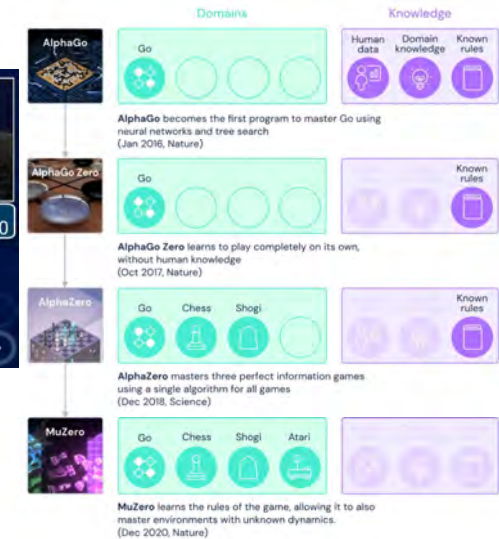 Domains
Knowledge
AlphaGo
Go
Human data
Domain knowledge
Known rules
AlphaGo becomes the first program to master Go using
neural networks and tree search
(Jan 2016, Nature)
AlphaGo Zero
Go
Known rules
AlphaGo Zero learns to play completely on its own,
without human knowledge
(Oct 2017, Nature)
AlphaZero
Go
Chess
Shogi
Known rules
AlphaZero masters three perfect information games
using a single algorithm for all games
(Dec 2018, Science)
MuZero
Go
Chess
Shogi
Atari
MuZero learns the rules of the game, allowing it to also
master environments with unknown dynamics.
(Dec 2020, Nature)